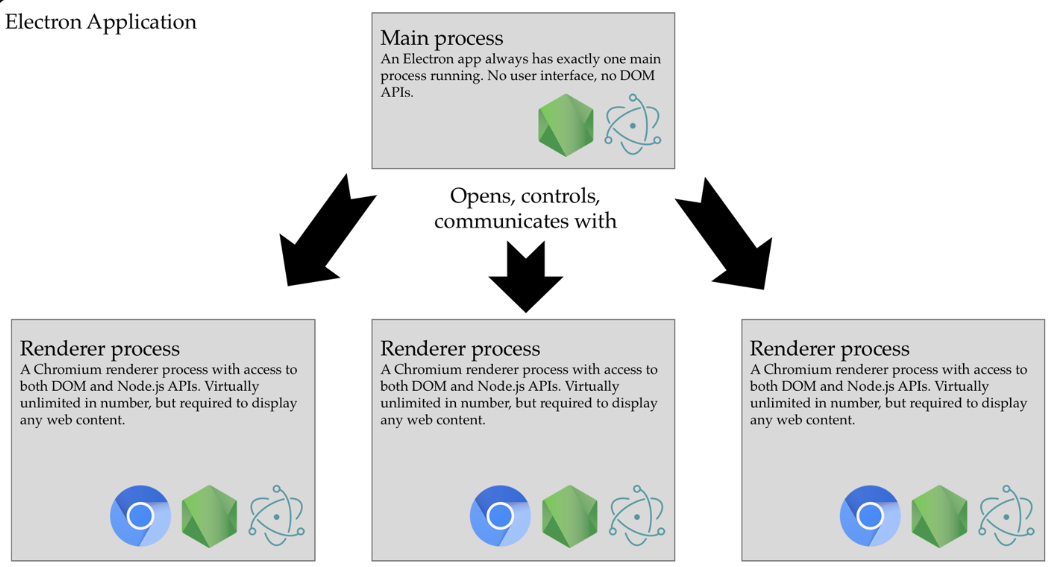 Electron Application
Main process
An Electron app always has exactly one main
process running. No user interface, no DOM
APIs.
Opens, controls,
communicates with
Renderer process
A Chromium renderer process with access to
both DOM and Node.js APIs. Virtually
unlimited in number, but required to display
any web content.
Renderer process
A Chromium renderer process with access to
both DOM and Node.js APIs. Virtually
unlimited in number, but required to display
any web content.
Renderer process
A Chromium renderer process with access to
both DOM and Node.js APIs. Virtually
unlimited in number, but required to display
any web content.